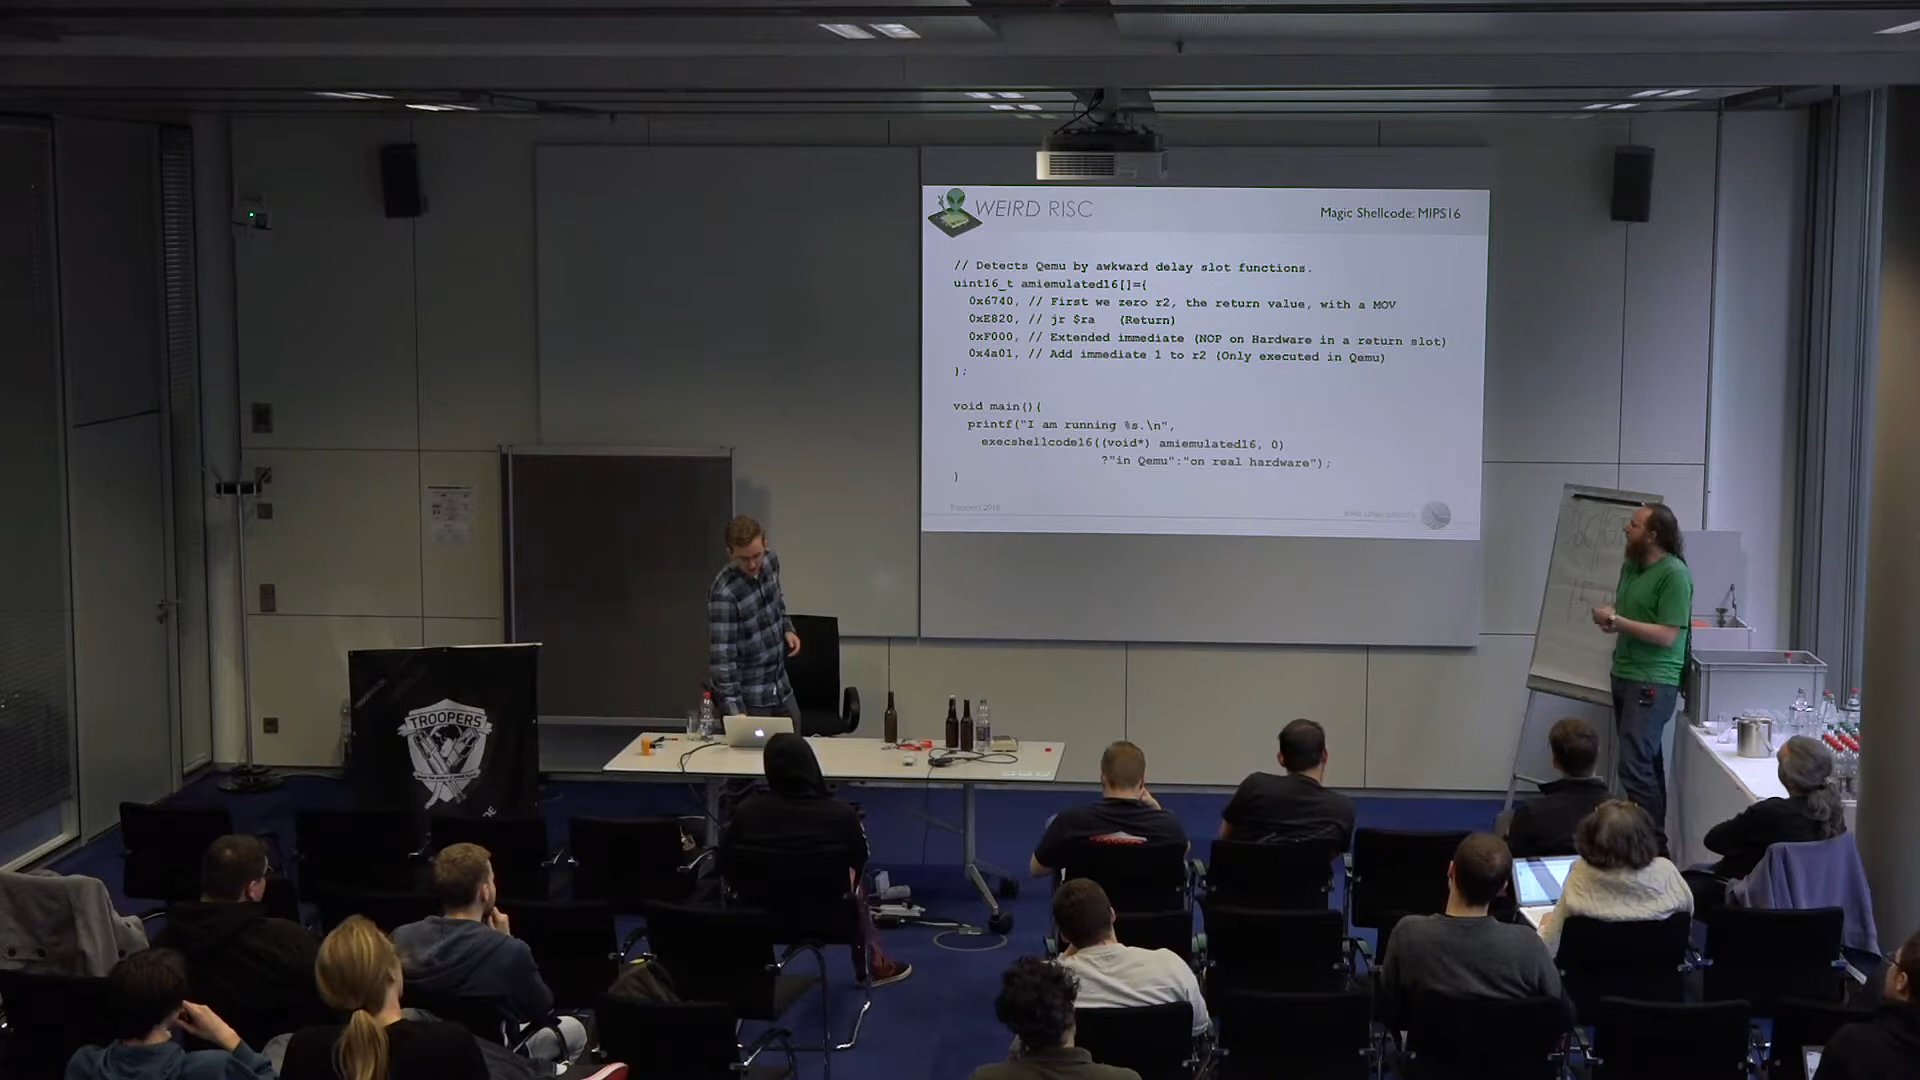 WEIRD RISC
Magic Shellcode: MIPS16
// Detects Qemu by awkward delay slot functions.
uint16_t amiemulated16[]={
0x6740, // First we zero r2, the return value, with a MOV
0xE820, // jr $ra (Return)
0xF000, // Extended immediate (NOP on Hardware in a return slot)
0x4a01, // Add immediate 1 to r2 (Only executed in Qemu)
};
void main(){
printf("I am running %s.\n",
execshellcode16((void*) amiemulated16, 0)
?"in Qemu":"on real hardware");
}
TROOPERS